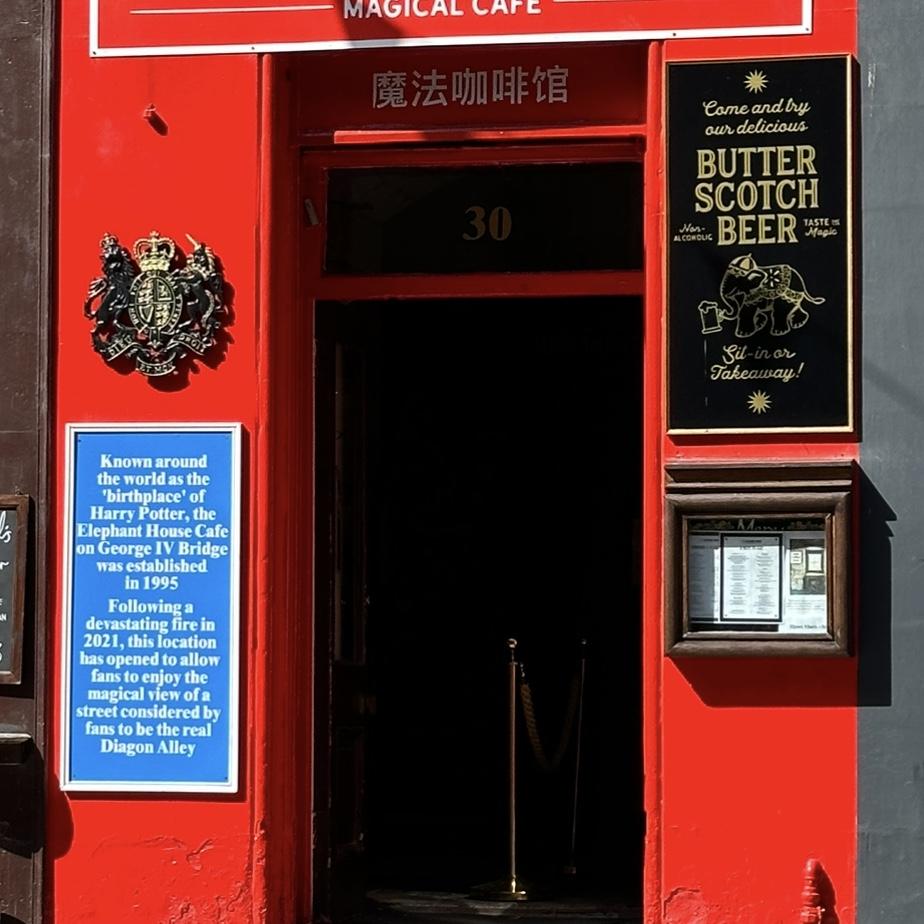 MAGICAL CAFÉ
魔法咖啡馆
30
Come and try
our delicious
BUTTER
SCOTCH
BEER
Non-
ALCOHOLIC
TASTE THE
Magic
Sit-in or
Takeaway!
Known around
the world as the
'birthplace' of
Harry Potter, the
Elephant House Cafe
on George IV Bridge
was established
in 1995
Following a
devastating fire in
2021, this location
has opened to allow
fans to enjoy the
magical view of a
street considered by
fans to be the real
Diagon Alley
Menu